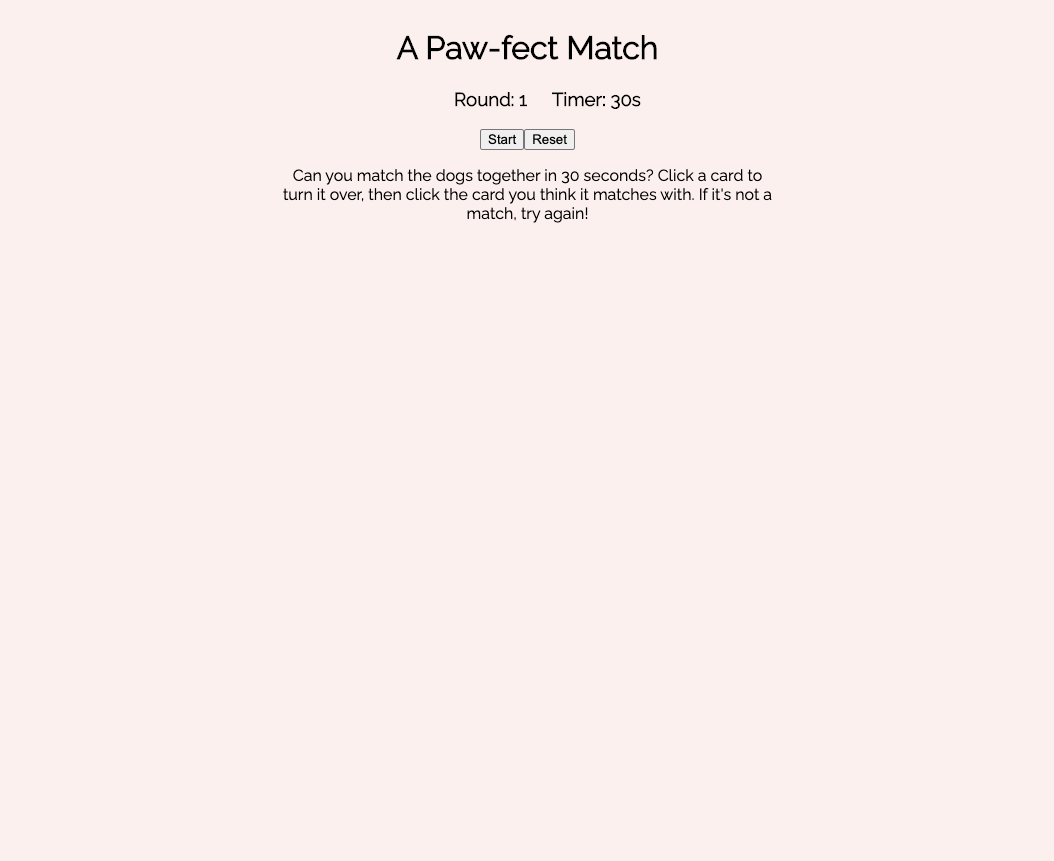 A Paw-fect Match
Round: 1 Timer: 30s
Start Reset
Can you match the dogs together in 30 seconds? Click a card to
turn it over, then click the card you think it matches with. If it's not a
match, try again!